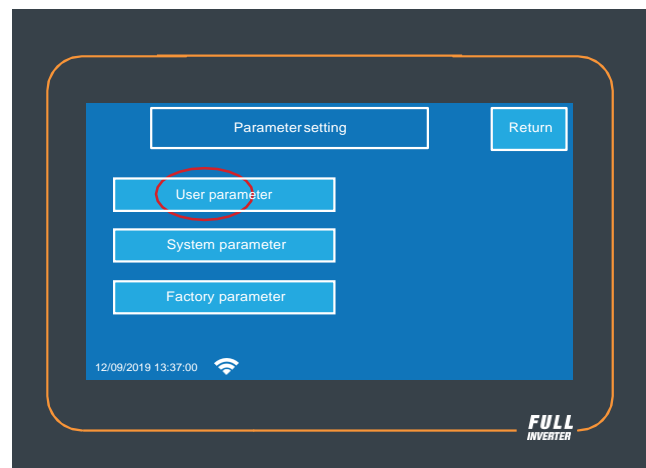 Parameter setting
Return
User parameter
System parameter
Factory parameter
12/09/2019 13:37:00
FULL
INVERTER